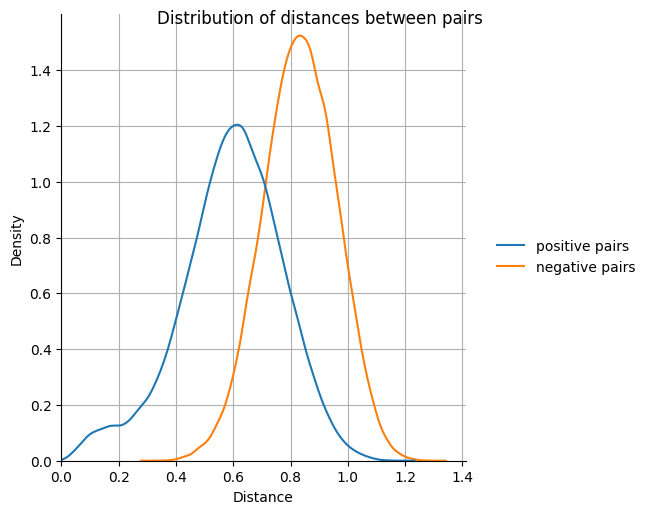 Distribution of distances between pairs
1.4
1.2
1.0
0.8
0.6
0.4
0.2
0.0
Density
0.0 0.2 0.4 0.6 0.8 1.0 1.2 1.4
Distance
positive pairs
negative pairs